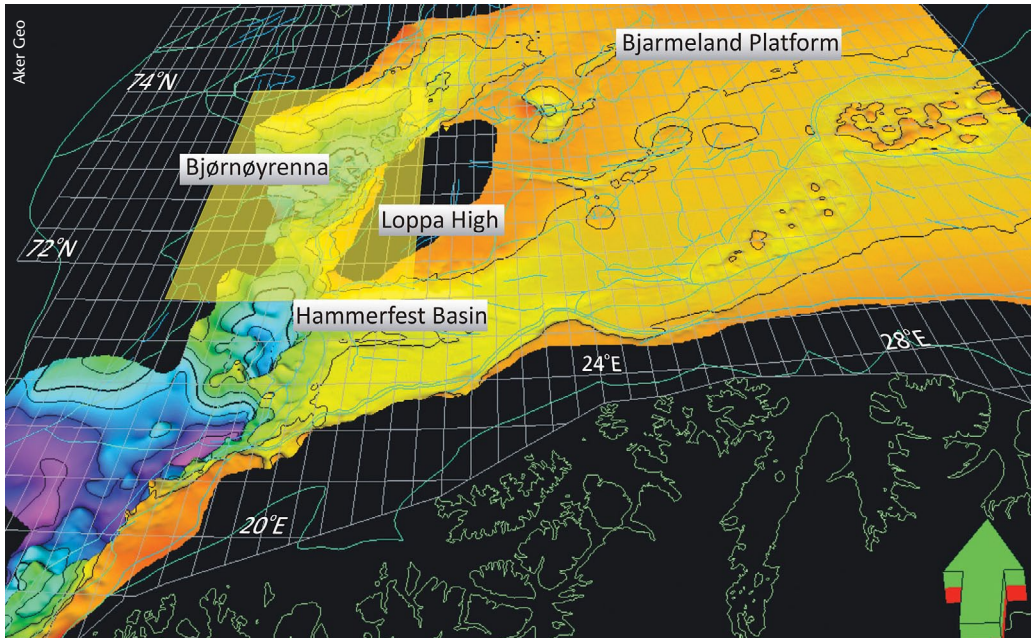 Aker Geo
Bjarmeland Platform
74°N
Bjørnøyrenna
Loppa High
72°N
Hammerfest Basin
24°E
28°E
20°E